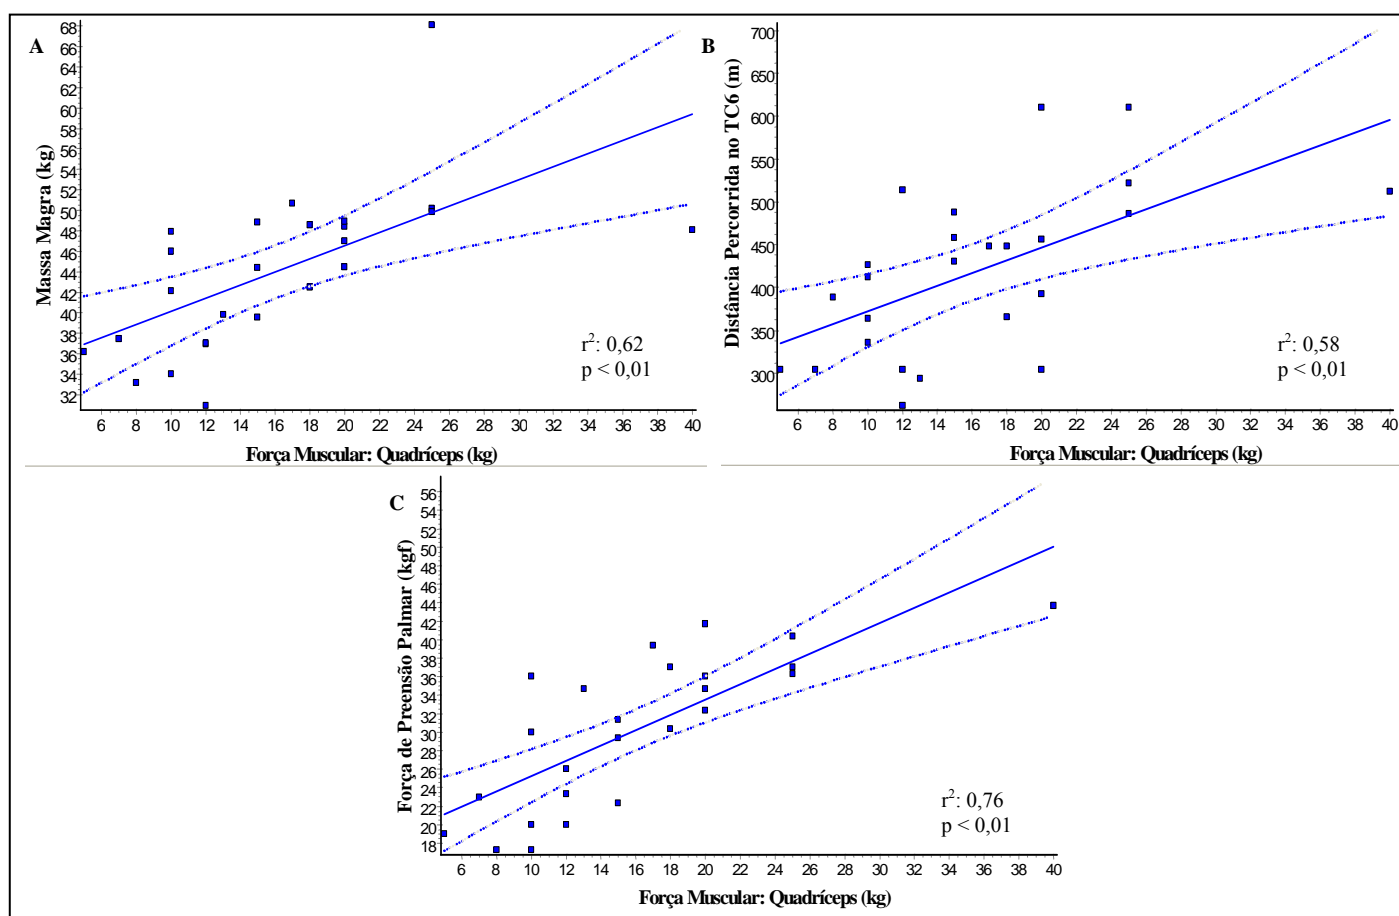 A
Massa Magra (kg)
68
66
64
62
60
58
56
54
52
50
48
46
44
42
40
38
36
34
32
r²: 0,62
p < 0,01
6 8 10 12 14 16 18 20 22 24 26 28 30 32 34 36 38 40
Força Muscular: Quadríceps (kg)
B
Distância Percorrida no TC6 (m)
700
650
600
550
500
450
400
350
300
r²: 0,58
p < 0,01
6 8 10 12 14 16 18 20 22 24 26 28 30 32 34 36 38 40
Força Muscular: Quadríceps (kg)
C
Força de Preensão Palmar (kgf)
56
54
52
50
48
46
44
42
40
38
36
34
32
30
28
26
24
22
20
18
r²: 0,76
p < 0,01
6 8 10 12 14 16 18 20 22 24 26 28 30 32 34 36 38 40
Força Muscular: Quadríceps (kg)